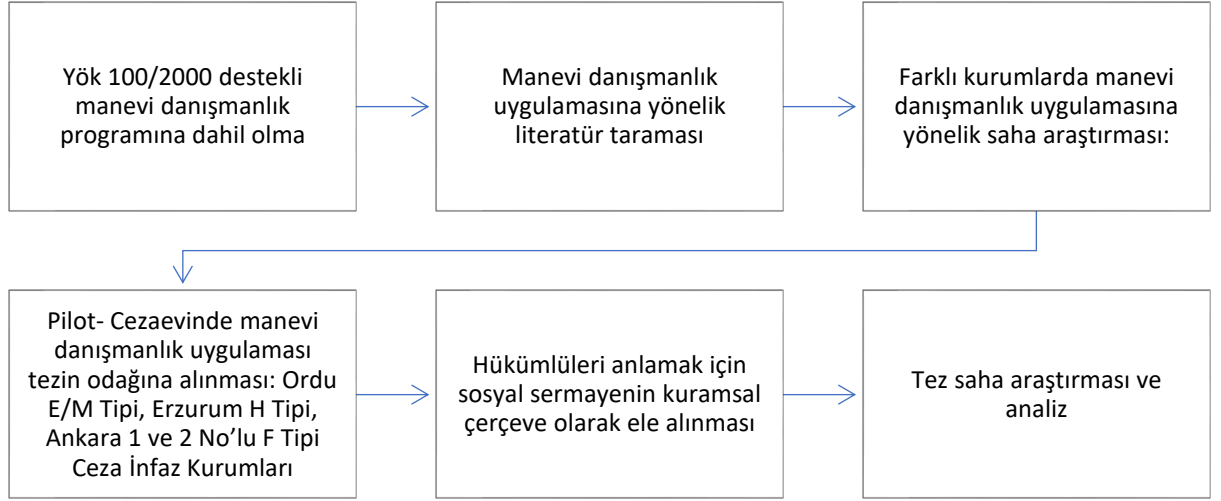 Yök 100/2000 destekli
manevi danışmanlık
programına dahil olma
Manevi danışmanlık
uygulamasına yönelik
literatür taraması
Farklı kurumlarda manevi
danışmanlık uygulamasına
yönelik saha araştırması:
Pilot- Cezaevinde manevi
danışmanlık uygulaması
tezin odağına alınması: Ordu
E/M Tipi, Erzurum H Tipi,
Ankara 1 ve 2 No’lu F Tipi
Ceza İnfaz Kurumları
Hükümlüleri anlamak için
sosyal sermayenin kuramsal
çerçeve olarak ele alınması
Tez saha araştırması ve
analiz